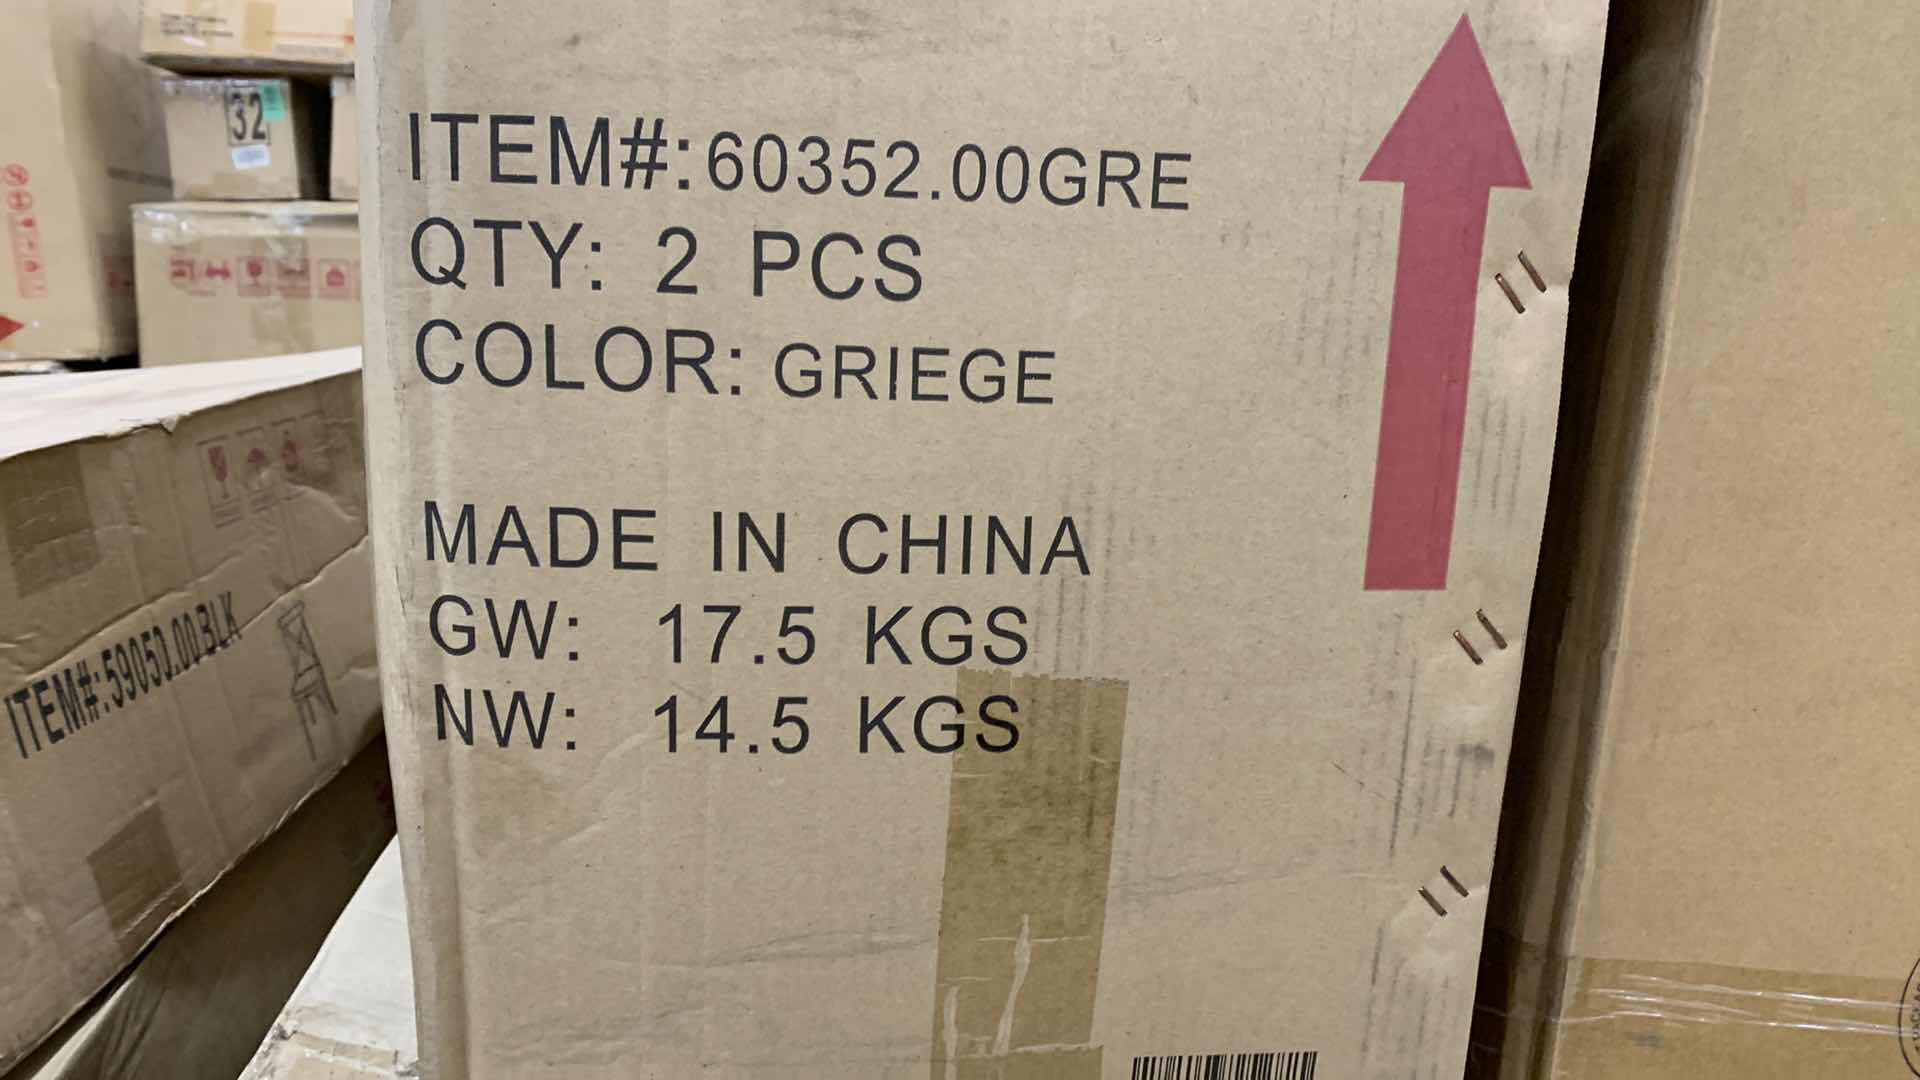 32
ITEM#:60352.00GRE
QTY: 2 PCS
COLOR: GRIEGE
MADE IN CHINA
GW: 17.5 KGS
NW: 14.5 KGS
ITEM#:59050.00BLK